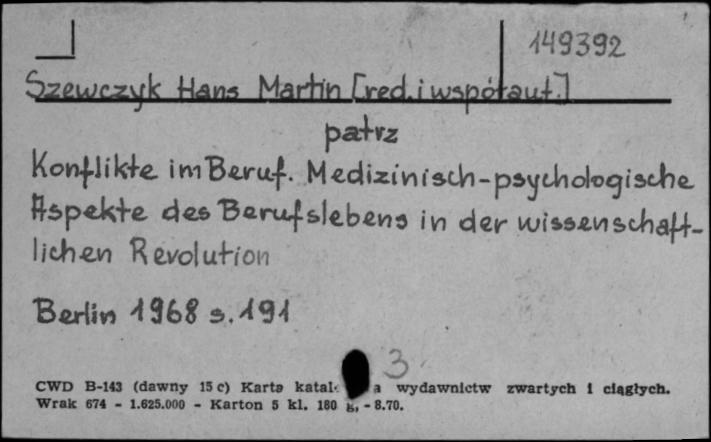 149392
Szewczyk Hans Martin [red. i współaut.]
patrz
Konflikte im Beruf. Medizinisch-psychologische
Aspekte des Berufslebens in der wissenschaft-
lichen Revolution
Berlin 1968 s. 191
3
CWD B-143 (dawny 15 c) Karta wydawnictw zwartych i ciągłych.
Wrak 674 - 1.625.000 - Karton 5 kl. 180 g, - 8.70.